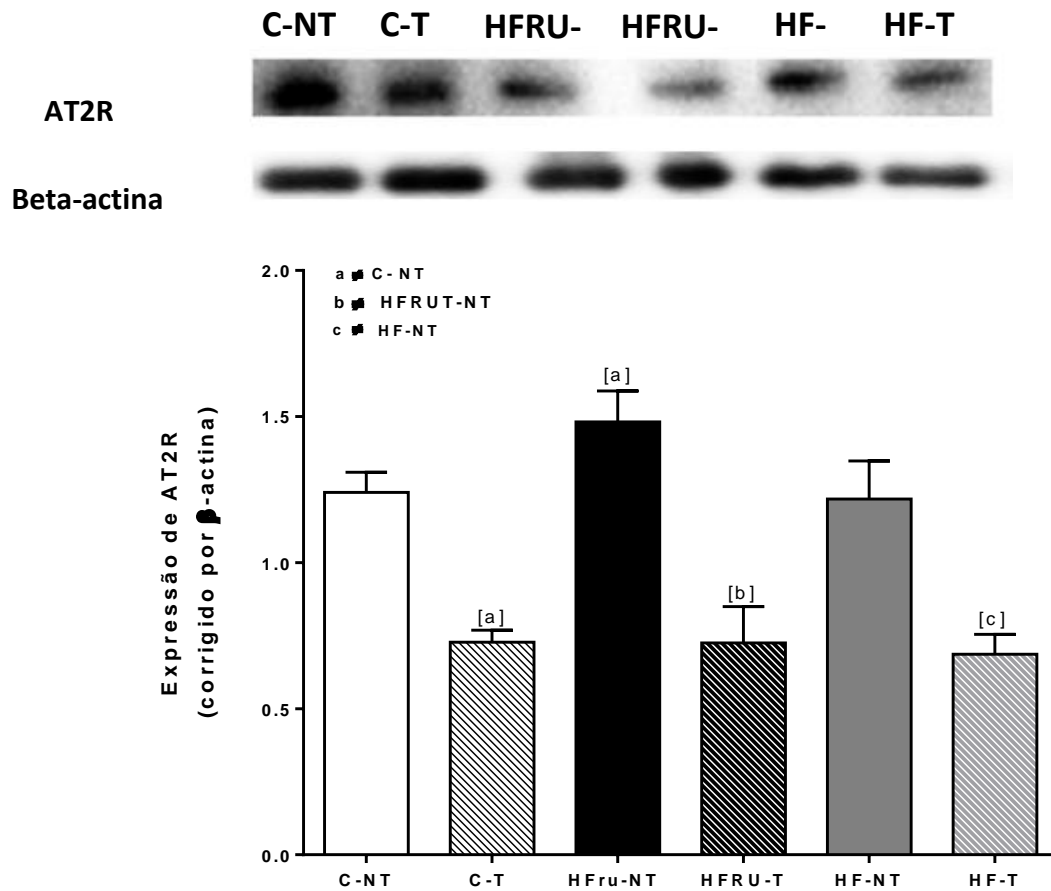 C-NT C-T HFRU- HFRU- HF- HF-T
AT2R
Beta-actina
2.0
1.5
1.0
0.5
0.0
Expressão de AT2R
(corrigido por β-actina)
a ≠ C-NT
b ≠ HFRUT-NT
c ≠ HF-NT
[a]
[a]
[b]
[c]
C-NT C-T HFru-NT HFRU-T HF-NT HF-T